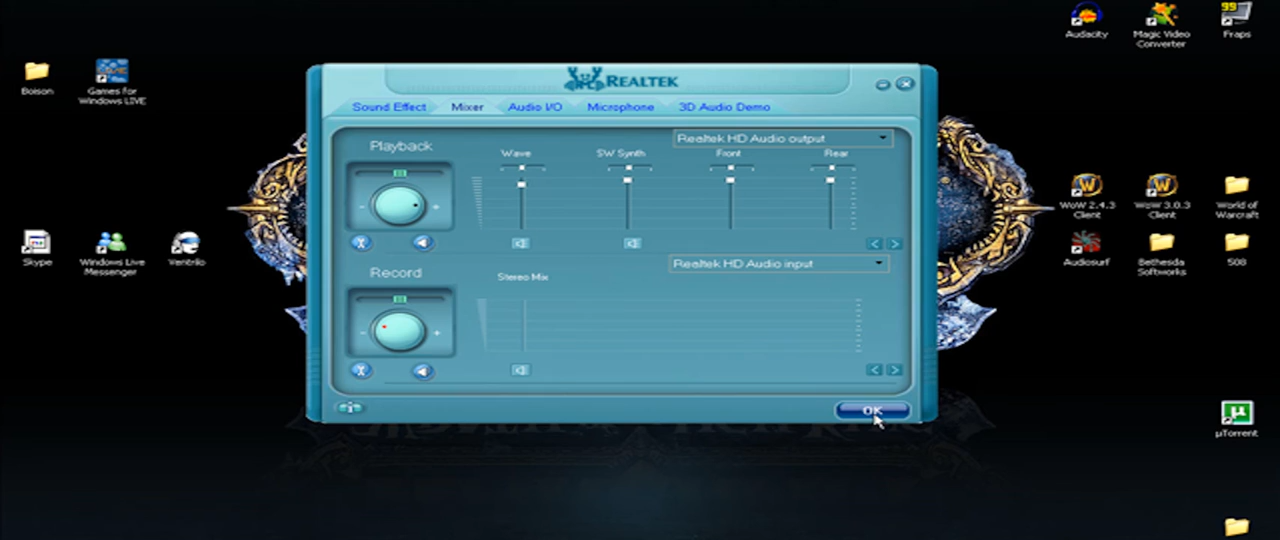 Audacity
Magic Video
Converter
99
Fraps
Boison
Games for
Windows LIVE
REALTEK
Sound Effect
Mixer
Audio I/O
Microphone
3D Audio Demo
Playback
Realtek HD Audio output
Wave
SW Synth
Front
Rear
- +
WoW 2.4.3
Client
WoW 3.0.3
Client
World of
Warcraft
Skype
Windows Live
Messenger
Ventrilo
Audiosurf
Bethesda
Softworks
Record
Realtek HD Audio input
Stereo Mix
- +
OK
µTorrent